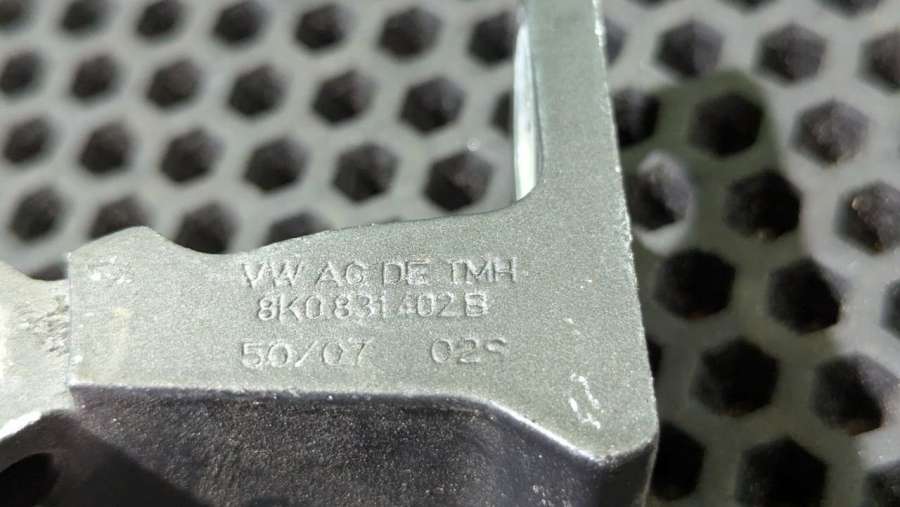 VW AG DE TMH
8K0.831.402.B
50/07 02S